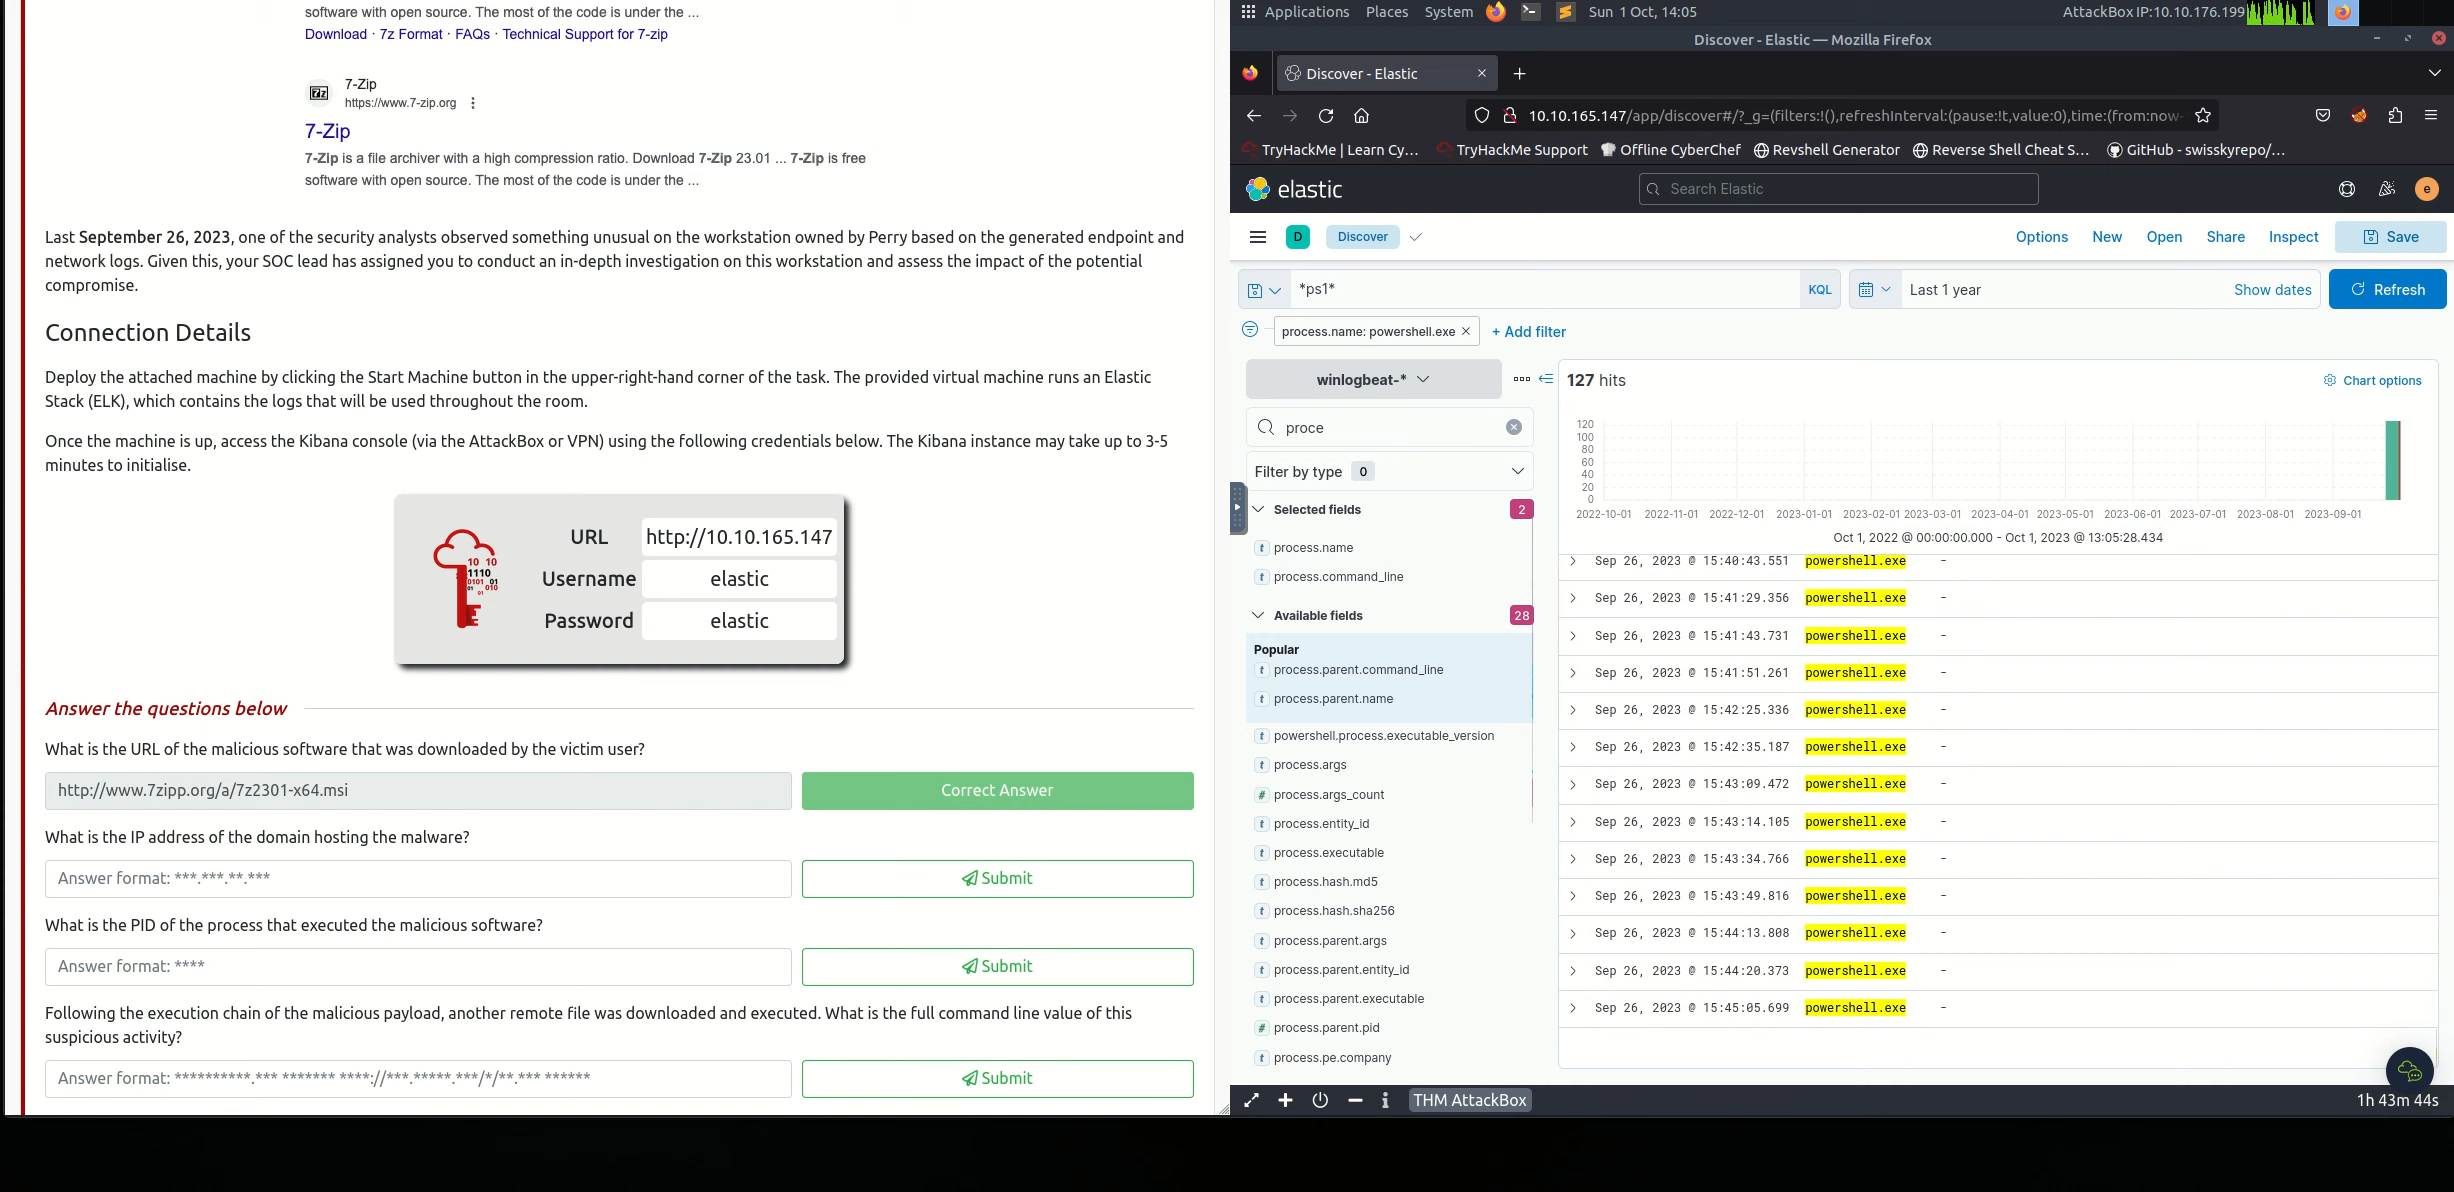 software with open source. The most of the code is under the ...
Download · 7z Format · FAQs · Technical Support for 7-zip
7z
7-Zip
https://www.7-zip.org
7-Zip
7-Zip is a file archiver with a high compression ratio. Download 7-Zip 23.01 ... 7-Zip is free
software with open source. The most of the code is under the ...
Last September 26, 2023, one of the security analysts observed something unusual on the workstation owned by Perry based on the generated endpoint and
network logs. Given this, your SOC lead has assigned you to conduct an in-depth investigation on this workstation and assess the impact of the potential
compromise.
Connection Details
Deploy the attached machine by clicking the Start Machine button in the upper-right-hand corner of the task. The provided virtual machine runs an Elastic
Stack (ELK), which contains the logs that will be used throughout the room.
Once the machine is up, access the Kibana console (via the AttackBox or VPN) using the following credentials below. The Kibana instance may take up to 3-5
minutes to initialise.
URL http://10.10.165.147
Username elastic
Password elastic
Answer the questions below
What is the URL of the malicious software that was downloaded by the victim user?
http://www.7zipp.org/a/7z2301-x64.msi
Correct Answer
What is the IP address of the domain hosting the malware?
Answer format: ***.***.**.***
Submit
What is the PID of the process that executed the malicious software?
Answer format: ****
Submit
Following the execution chain of the malicious payload, another remote file was downloaded and executed. What is the full command line value of this
suspicious activity?
Answer format: **********.*** ******* ****://***.*****.***/*/**.*** ******
Submit
Applications Places System Sun 1 Oct, 14:05 AttackBox IP:10.10.176.199
Discover - Elastic — Mozilla Firefox
Discover - Elastic
10.10.165.147/app/discover#/?_g=(filters:!(),refreshInterval:(pause:!t,value:0),time:(from:now-
TryHackMe | Learn Cy... TryHackMe Support Offline CyberChef Revshell Generator Reverse Shell Cheat S... GitHub - swisskyrepo/...
elastic Search Elastic e
D Discover Options New Open Share Inspect Save
*ps1* KQL Last 1 year Show dates Refresh
process.name: powershell.exe + Add filter
winlogbeat-*
proce
Filter by type 0
Selected fields 2
process.name
process.command_line
Available fields 28
Popular
process.parent.command_line
process.parent.name
powershell.process.executable_version
process.args
process.args_count
process.entity_id
process.executable
process.hash.md5
process.hash.sha256
process.parent.args
process.parent.entity_id
process.parent.executable
process.parent.pid
process.pe.company
127 hits Chart options
120
100
80
60
40
20
0
2022-10-01 2022-11-01 2022-12-01 2023-01-01 2023-02-01 2023-03-01 2023-04-01 2023-05-01 2023-06-01 2023-07-01 2023-08-01 2023-09-01
Oct 1, 2022 @ 00:00:00.000 - Oct 1, 2023 @ 13:05:28.434
Sep 26, 2023 @ 15:40:43.551 powershell.exe -
Sep 26, 2023 @ 15:41:29.356 powershell.exe -
Sep 26, 2023 @ 15:41:43.731 powershell.exe -
Sep 26, 2023 @ 15:41:51.261 powershell.exe -
Sep 26, 2023 @ 15:42:25.336 powershell.exe -
Sep 26, 2023 @ 15:42:35.187 powershell.exe -
Sep 26, 2023 @ 15:43:09.472 powershell.exe -
Sep 26, 2023 @ 15:43:14.105 powershell.exe -
Sep 26, 2023 @ 15:43:34.766 powershell.exe -
Sep 26, 2023 @ 15:43:49.816 powershell.exe -
Sep 26, 2023 @ 15:44:13.808 powershell.exe -
Sep 26, 2023 @ 15:44:20.373 powershell.exe -
Sep 26, 2023 @ 15:45:05.699 powershell.exe -
THM AttackBox 1h 43m 44s